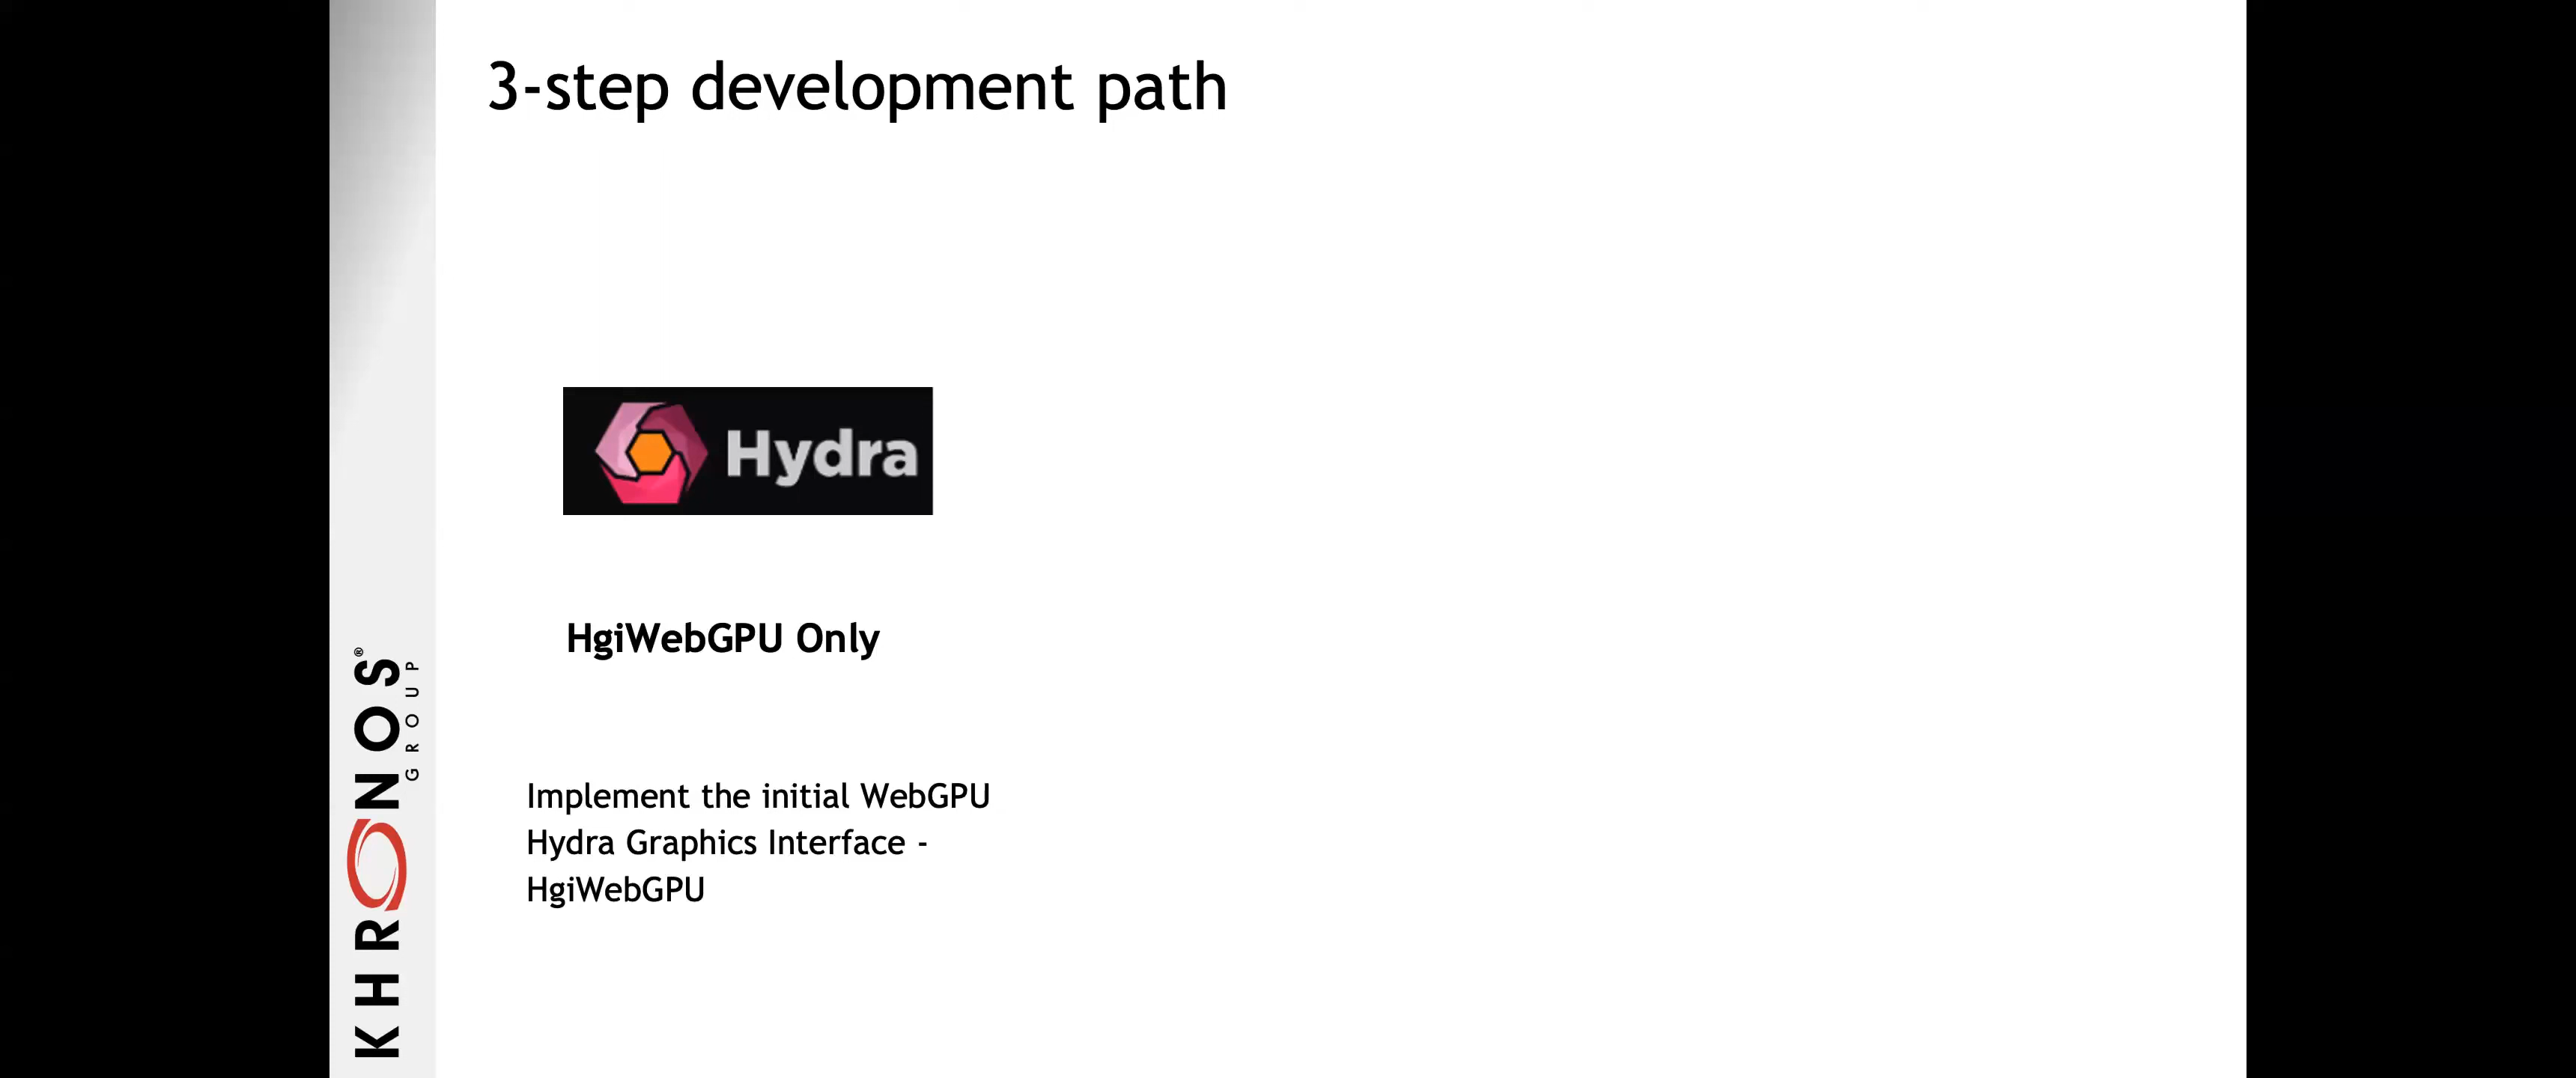 3-step development path
Hydra
HgiWebGPU Only
Implement the initial WebGPU
Hydra Graphics Interface -
HgiWebGPU
KHRONOS®
GROUP